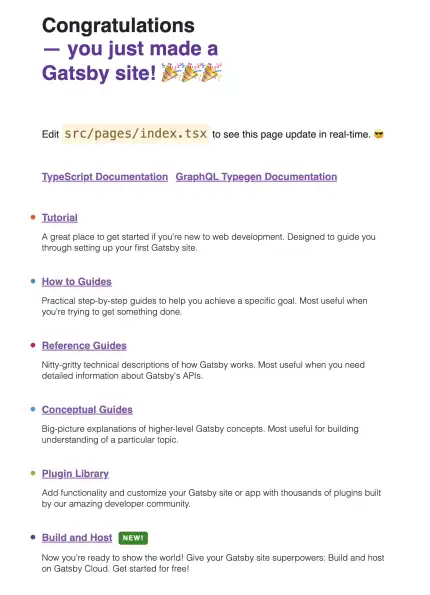 Congratulations
— you just made a
Gatsby site! 🎉🎉🎉
Edit src/pages/index.tsx to see this page update in real-time. 😎
TypeScript Documentation GraphQL Typegen Documentation
Tutorial
A great place to get started if you're new to web development. Designed to guide you
through setting up your first Gatsby site.
How to Guides
Practical step-by-step guides to help you achieve a specific goal. Most useful when
you're trying to get something done.
Reference Guides
Nitty-gritty technical descriptions of how Gatsby works. Most useful when you need
detailed information about Gatsby's APIs.
Conceptual Guides
Big-picture explanations of higher-level Gatsby concepts. Most useful for building
understanding of a particular topic.
Plugin Library
Add functionality and customize your Gatsby site or app with thousands of plugins built
by our amazing developer community.
Build and Host NEW!
Now you're ready to show the world! Give your Gatsby site superpowers: Build and host
on Gatsby Cloud. Get started for free!